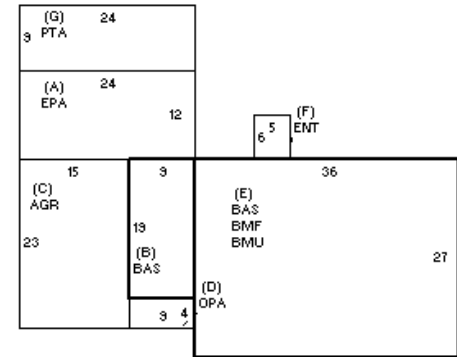 (G) 24
9 PTA
(A) 24
EPA
12
(F)
5 ENT
6
15 9 36
(C) (E)
AGR BAS
BMF
19 BMU
23 (B) 27
BAS
(D)
9 4 OPA